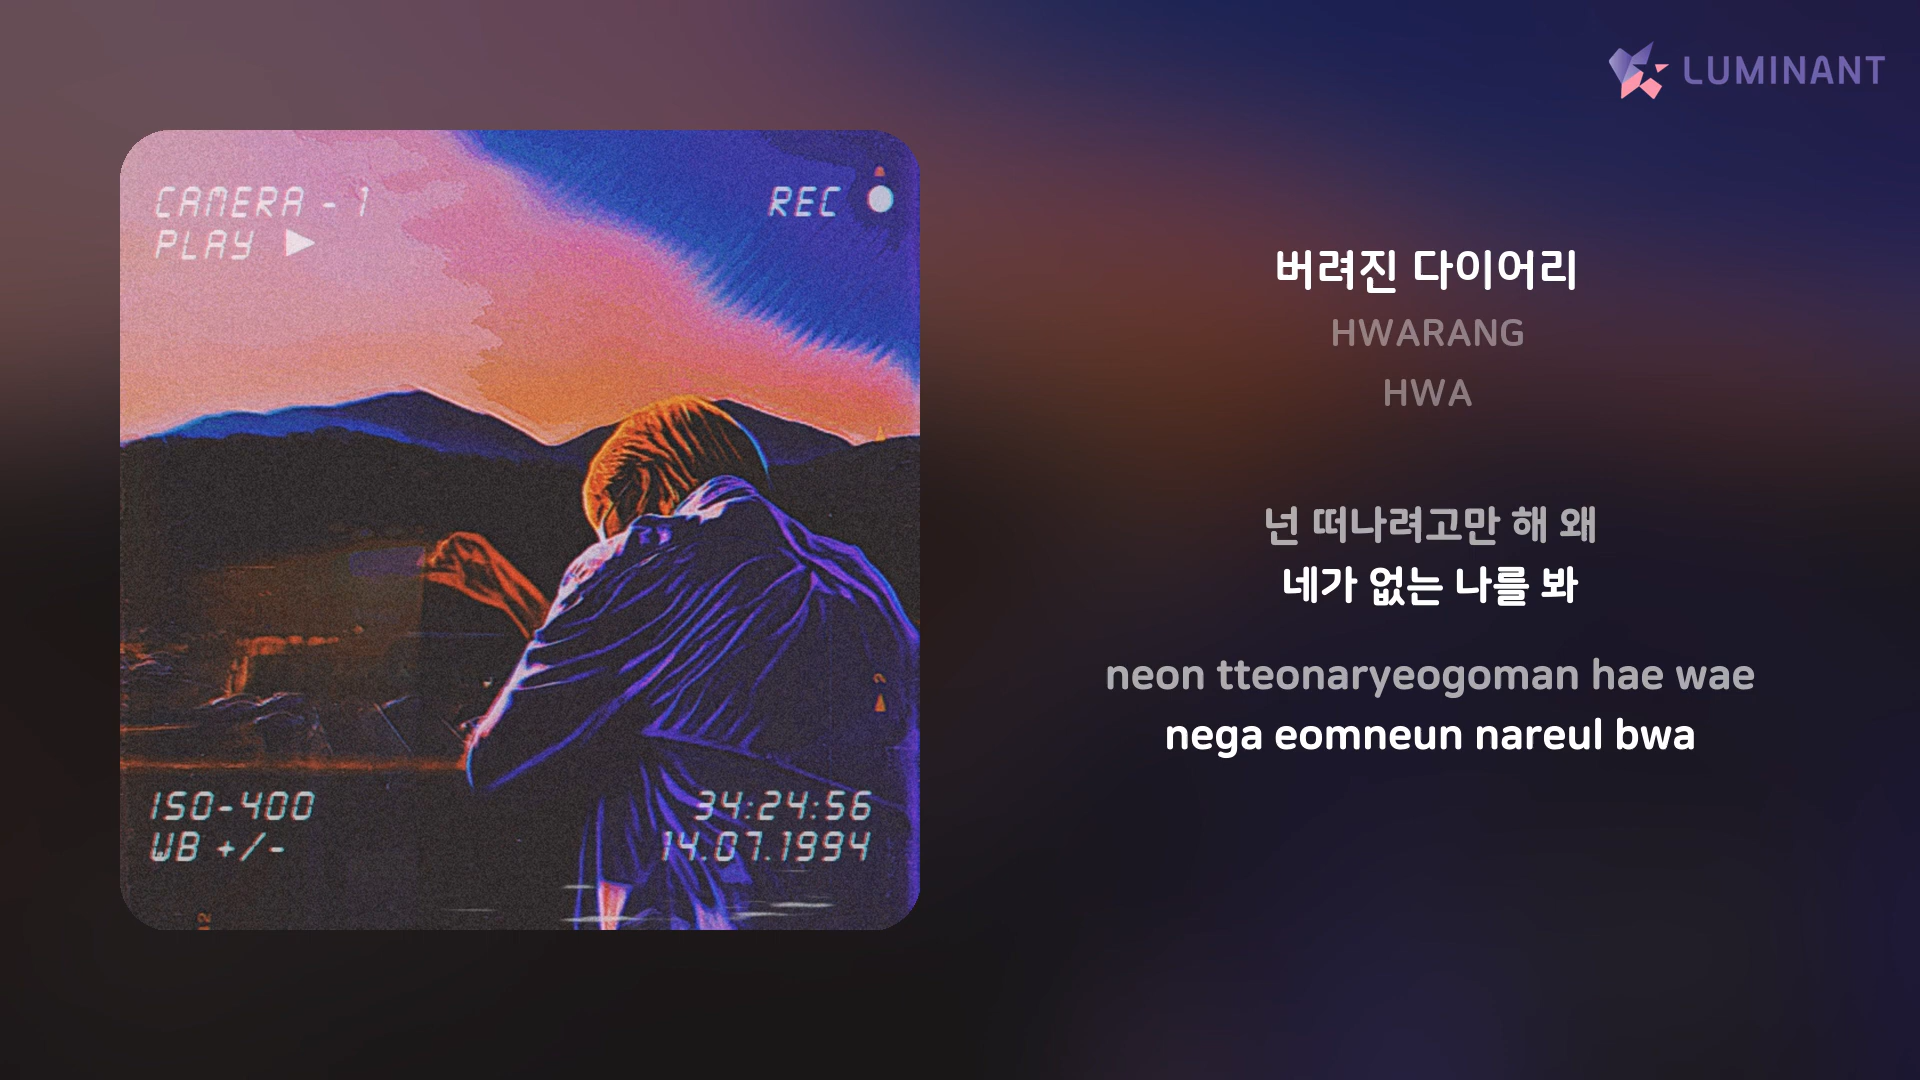 LUMINANT
CAMERA - 1
PLAY
REC
ISO-400
WB +/-
34:24:56
14.07.1994
2
2
버려진 다이어리
HWARANG
HWA
넌 떠나려고만 해 왜
네가 없는 나를 봐
neon tteonaryeogoman hae wae
nega eomneun nareul bwa